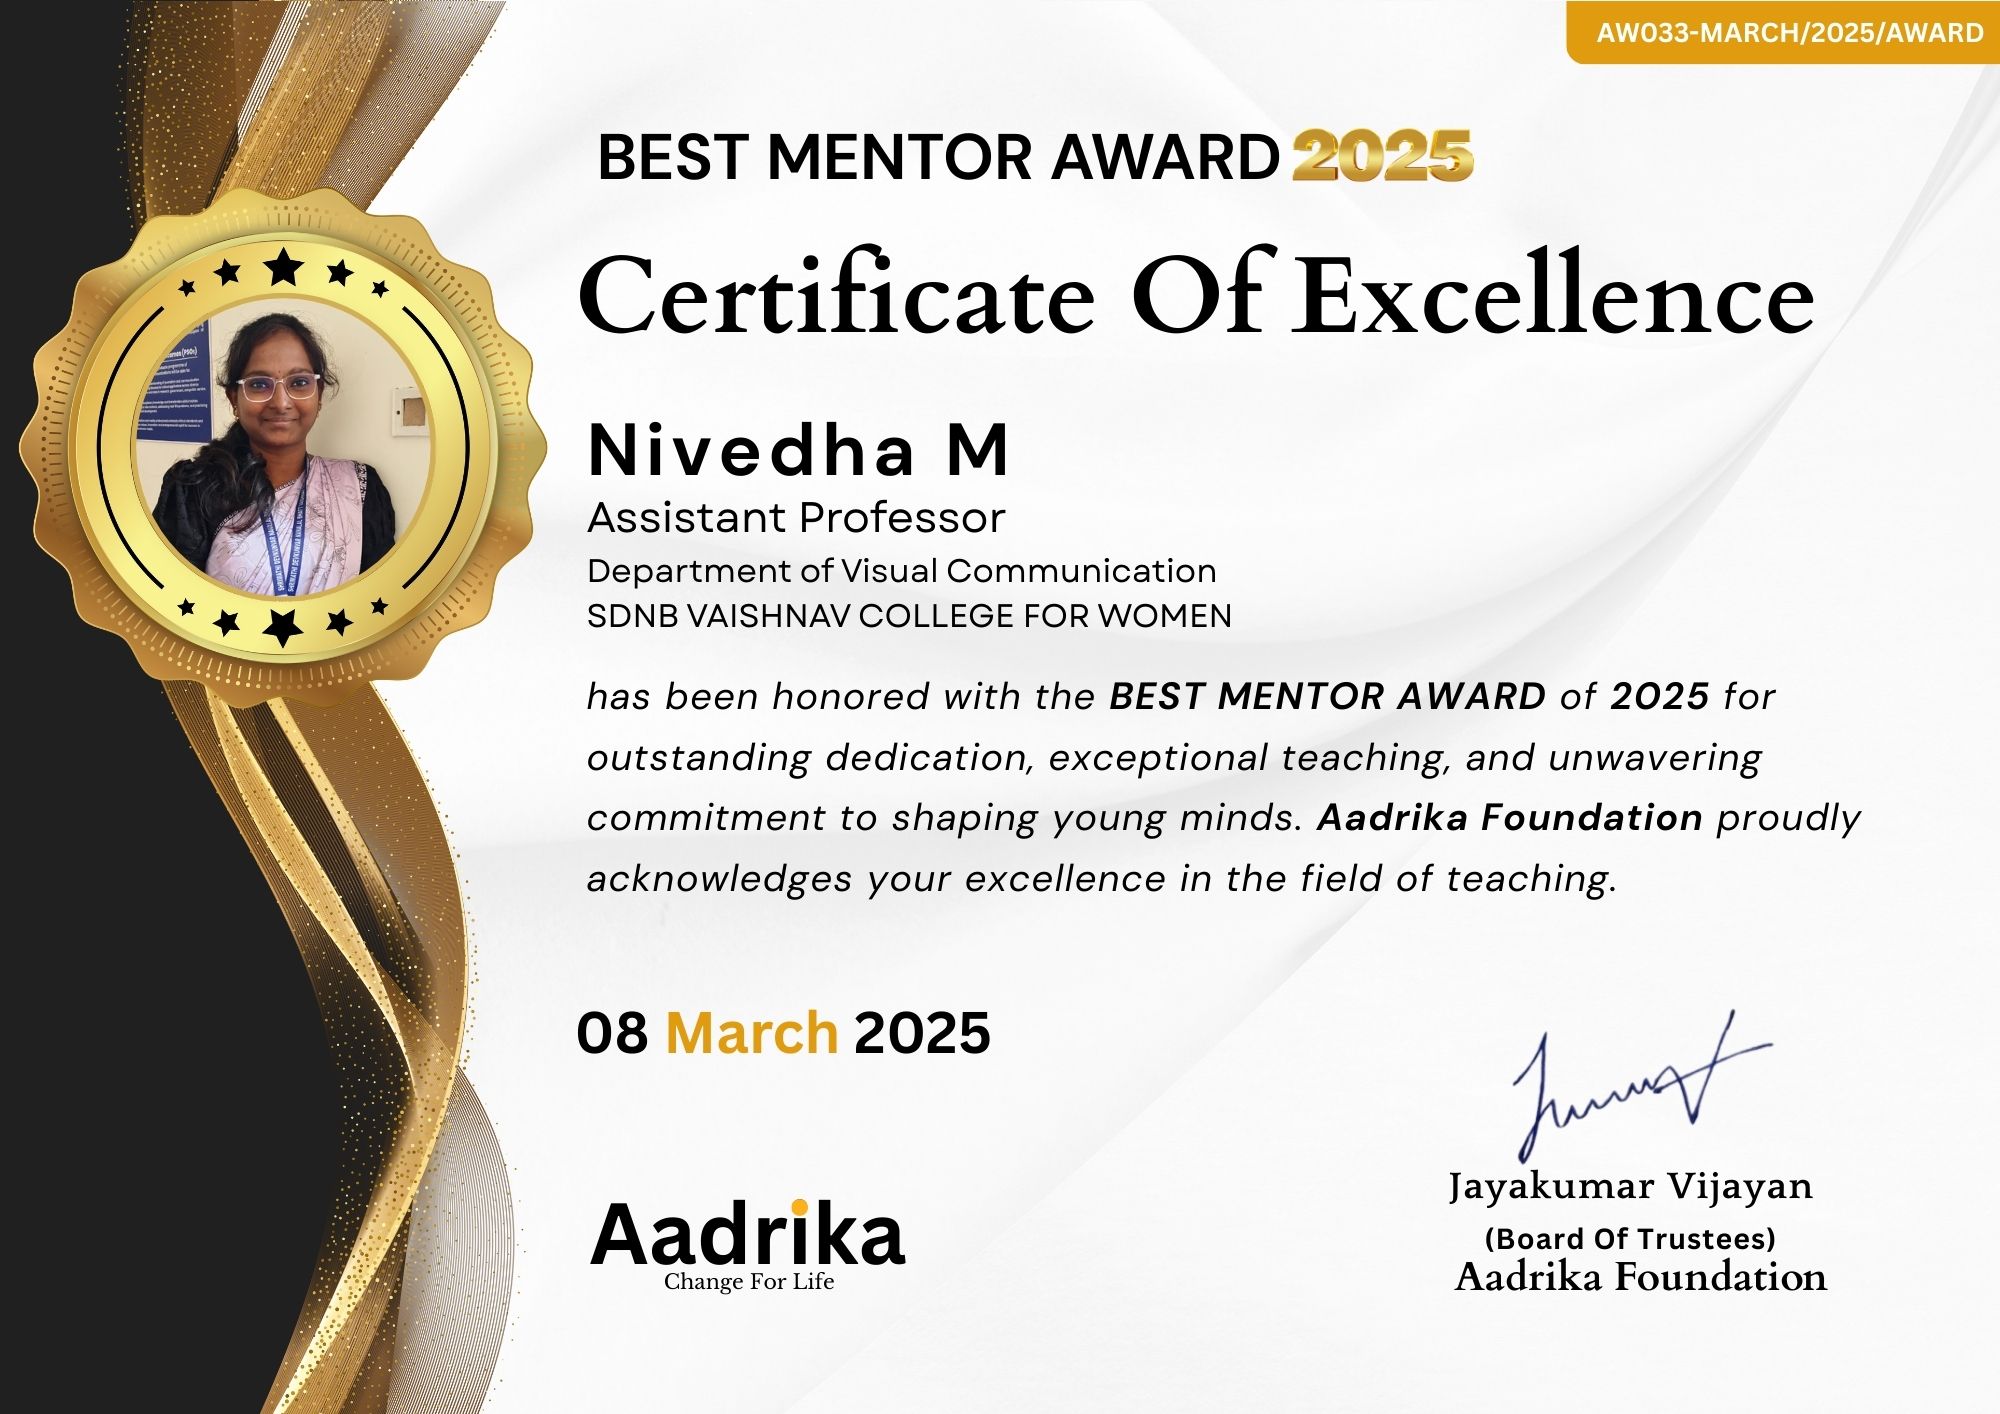 AW033-MARCH/2025/AWARD
BEST MENTOR AWARD 2025
Certificate Of Excellence
Nivedha M
Assistant Professor
Department of Visual Communication
SDNB VAISHNAV COLLEGE FOR WOMEN
has been honored with the BEST MENTOR AWARD of 2025 for
outstanding dedication, exceptional teaching, and unwavering
commitment to shaping young minds. Aadrika Foundation proudly
acknowledges your excellence in the field of teaching.
08 March 2025
Aadrika
Change For Life
Jayakumar Vijayan
(Board Of Trustees)
Aadrika Foundation